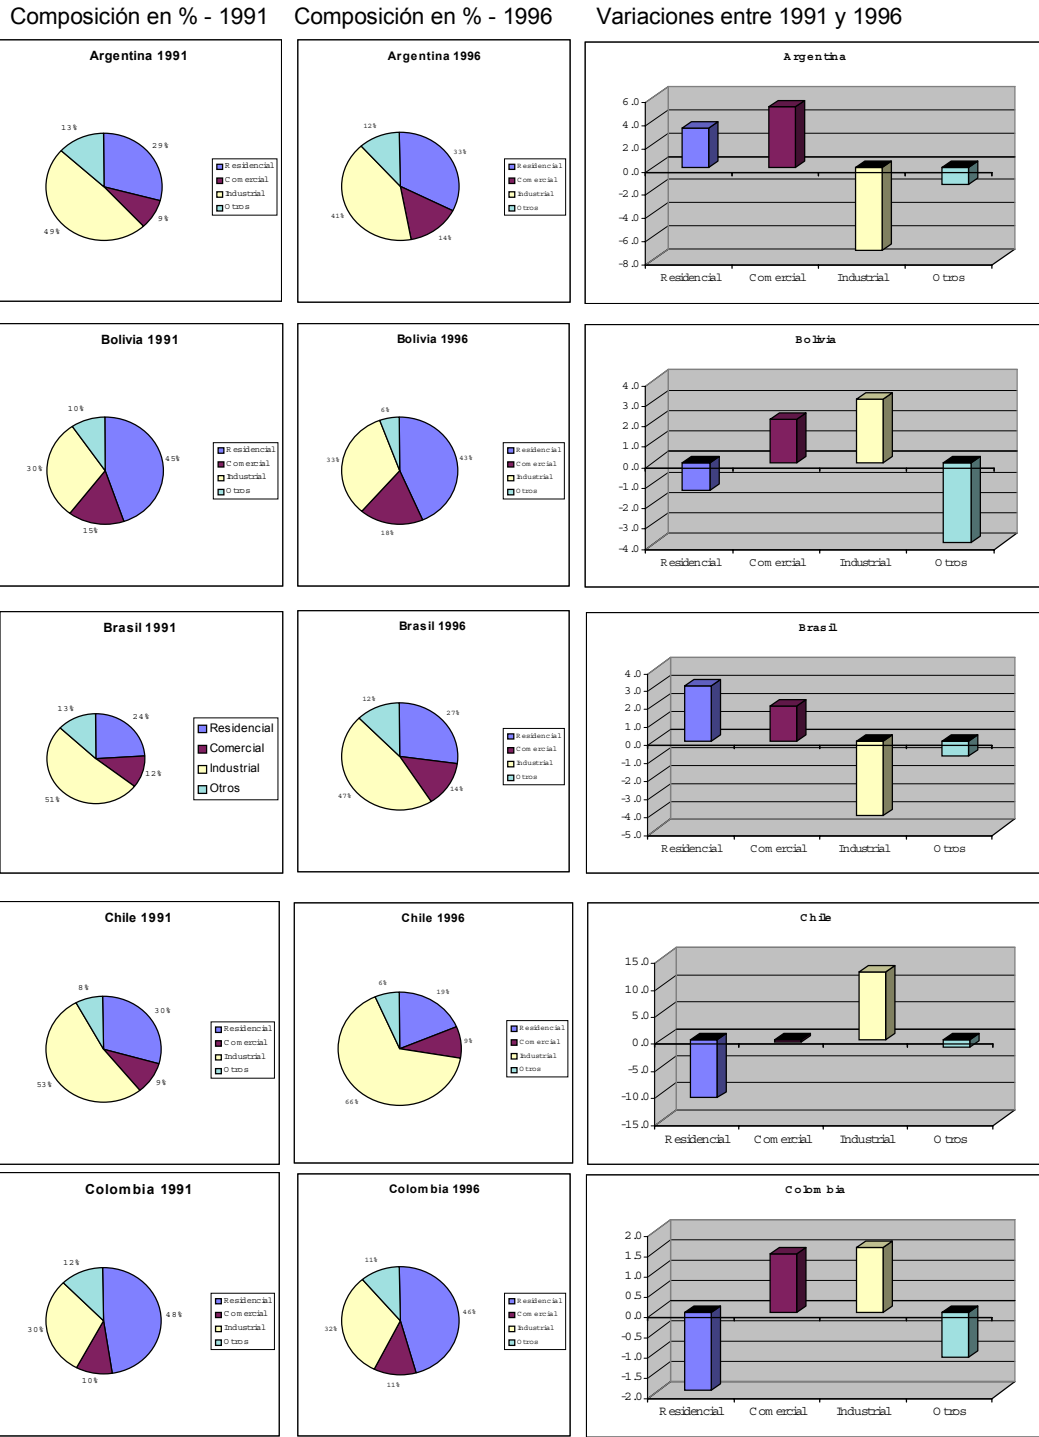 Composición en % - 1991 Composición en % - 1996 Variaciones entre 1991 y 1996
Argentina 1991
13%
29%
49%
9%
Residencial
Comercial
Industrial
Otros
Argentina 1996
12%
33%
41%
14%
Residencial
Comercial
Industrial
Otros
Argentina
6.0
4.0
2.0
0.0
-2.0
-4.0
-6.0
-8.0
Residencial Comercial Industrial Otros
Bolivia 1991
10%
45%
30%
15%
Residencial
Comercial
Industrial
Otros
Bolivia 1996
6%
43%
33%
18%
Residencial
Comercial
Industrial
Otros
Bolivia
4.0
3.0
2.0
1.0
0.0
-1.0
-2.0
-3.0
-4.0
Residencial Comercial Industrial Otros
Brasil 1991
13%
24%
12%
51%
Residencial
Comercial
Industrial
Otros
Brasil 1996
12%
27%
47%
14%
Residencial
Comercial
Industrial
Otros
Brasil
4.0
3.0
2.0
1.0
0.0
-1.0
-2.0
-3.0
-4.0
-5.0
Residencial Comercial Industrial Otros
Chile 1991
8%
30%
53%
9%
Residencial
Comercial
Industrial
Otros
Chile 1996
6%
19%
9%
66%
Residencial
Comercial
Industrial
Otros
Chile
15.0
10.0
5.0
0.0
-5.0
-10.0
-15.0
Residencial Comercial Industrial Otros
Colombia 1991
12%
48%
30%
10%
Residencial
Comercial
Industrial
Otros
Colombia 1996
11%
46%
32%
11%
Residencial
Comercial
Industrial
Otros
Colombia
2.0
1.5
1.0
0.5
0.0
-0.5
-1.0
-1.5
-2.0
Residencial Comercial Industrial Otros